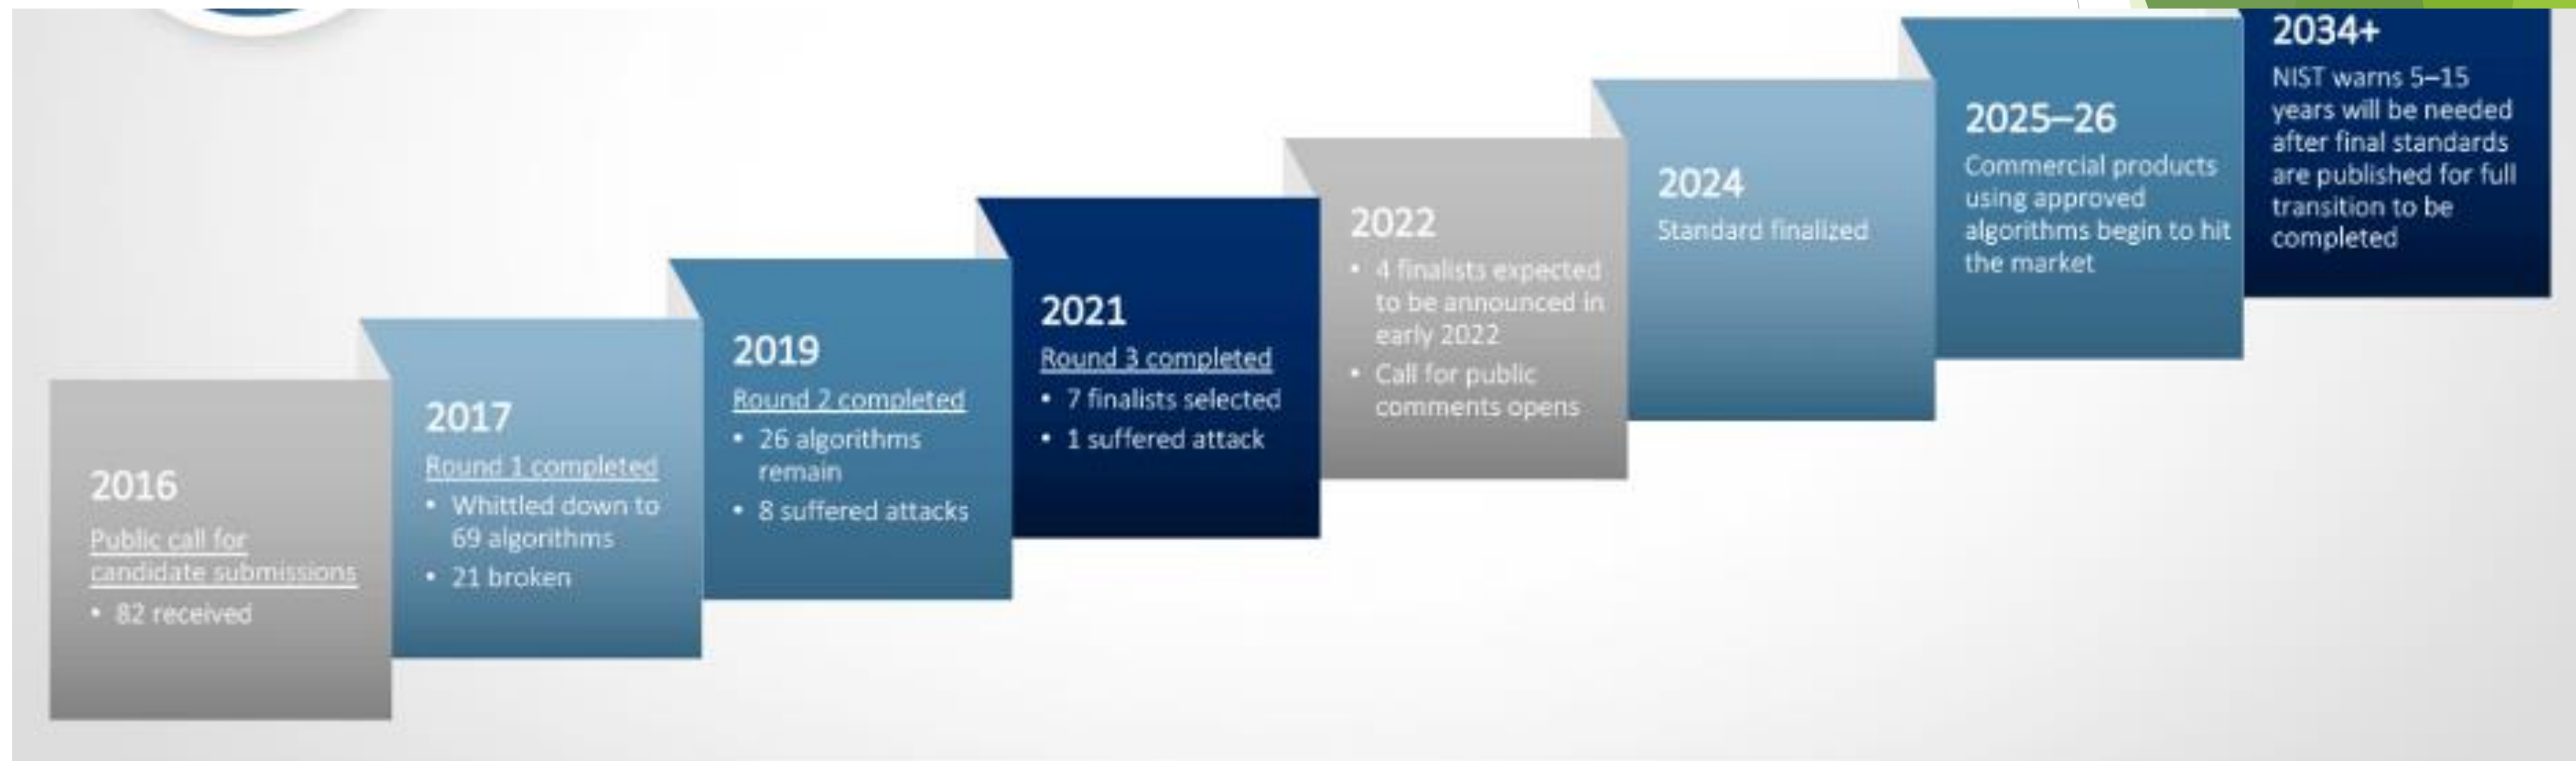 2016
Public call for
candidate submissions
• 82 received
2017
Round 1 completed
• Whittled down to
69 algorithms
• 21 broken
2019
Round 2 completed
• 26 algorithms
remain
• 8 suffered attacks
2021
Round 3 completed
• 7 finalists selected
• 1 suffered attack
2022
• 4 finalists expected
to be announced in
early 2022
• Call for public
comments opens
2024
Standard finalized
2025–26
Commercial products
using approved
algorithms begin to hit
the market
2034+
NIST warns 5–15
years will be needed
after final standards
are published for full
transition to be
completed